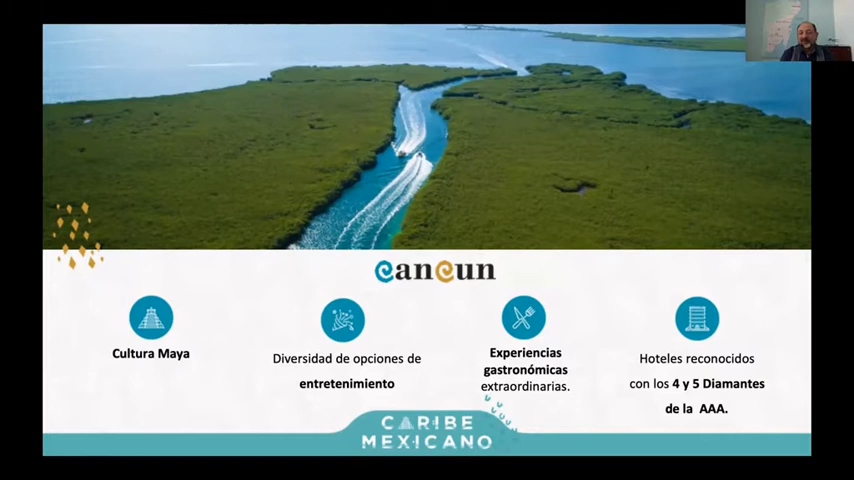 cancun
Cultura Maya
Diversidad de opciones de
entretenimiento
Experiencias
gastronómicas
extraordinarias.
Hoteles reconocidos
con los 4 y 5 Diamantes
de la AAA.
CARIBE
MEXICANO